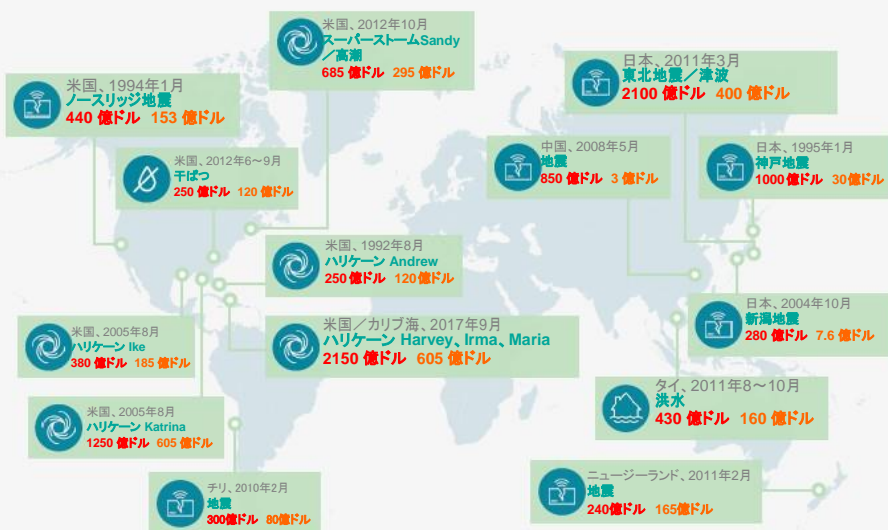 米国、2012年10月
スーパーストームSandy
／高潮
685 億ドル 295 億ドル
日本、2011年3月
東北地震／津波
2100 億ドル 400 億ドル
米国、1994年1月
ノースリッジ地震
440 億ドル 153 億ドル
米国、2012年6～9月
干ばつ
250 億ドル 120 億ドル
中国、2008年5月
地震
850 億ドル 3 億ドル
日本、1995年1月
神戸地震
1000 億ドル 30億ドル
米国、1992年8月
ハリケーン Andrew
250 億ドル 120億ドル
米国、2005年8月
ハリケーン Ike
380 億ドル 185 億ドル
米国／カリブ海、2017年9月
ハリケーン Harvey、Irma、Maria
2150 億ドル 605 億ドル
日本、2004年10月
新潟地震
280 億ドル 7.6 億ドル
米国、2005年8月
ハリケーン Katrina
1250 億ドル 605 億ドル
タイ、2011年8～10月
洪水
430 億ドル 160 億ドル
チリ、2010年2月
地震
300億ドル 80億ドル
ニュージーランド、2011年2月
地震
240億ドル 165億ドル